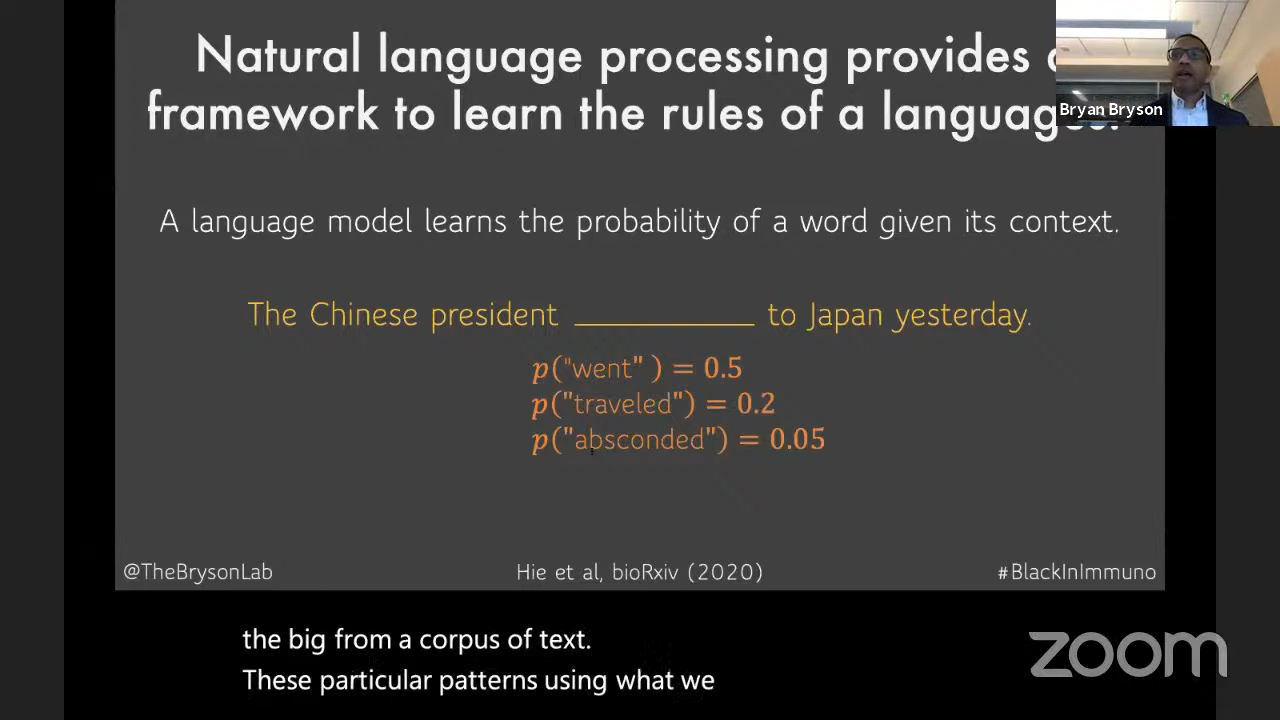 Natural language processing provides a
framework to learn the rules of a languages.
Bryan Bryson
A language model learns the probability of a word given its context.
The Chinese president __________ to Japan yesterday.
p("went" ) = 0.5
p("traveled") = 0.2
p("absconded") = 0.05
@TheBrysonLab
Hie et al, bioRxiv (2020)
#BlackInImmuno
the big from a corpus of text.
These particular patterns using what we
zoom